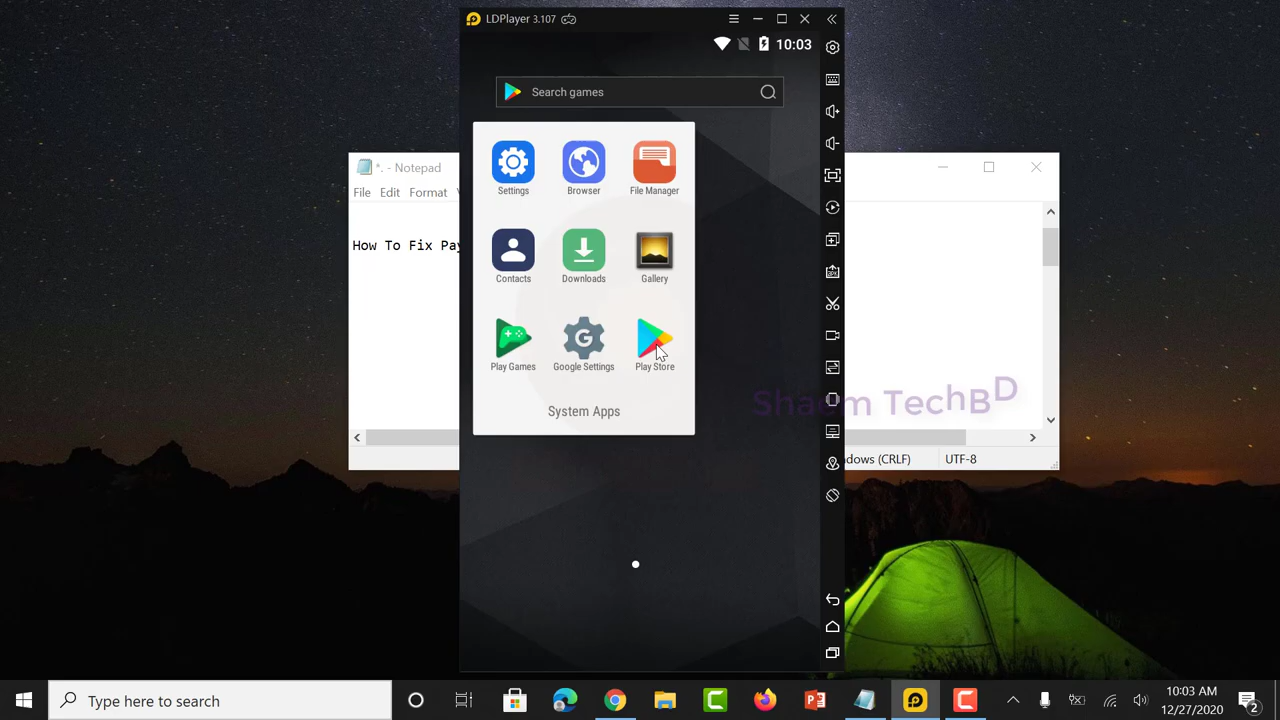 LDPlayer 3.107
10:03
Search games
Settings
Browser
File Manager
Contacts
Downloads
Gallery
Play Games
Google Settings
Play Store
System Apps
*. - Notepad
File Edit Format
How To Fix Pay
Shaom TechBD
dows (CRLF)
UTF-8
Type here to search
10:03 AM
12/27/2020
2